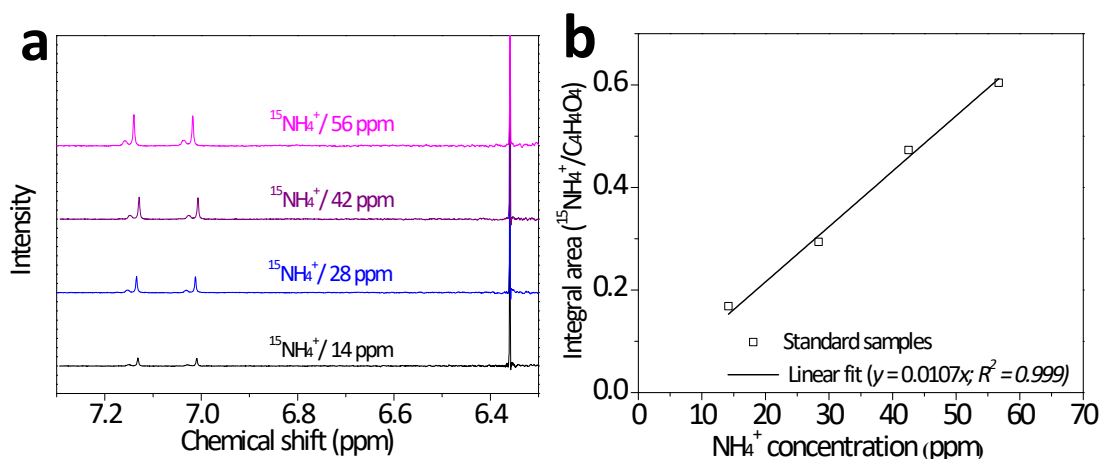 a
¹⁵NH₄⁺/ 56 ppm
¹⁵NH₄⁺/ 42 ppm
¹⁵NH₄⁺/ 28 ppm
¹⁵NH₄⁺/ 14 ppm
Intensity
7.2 7.0 6.8 6.6 6.4
Chemical shift (ppm)
b
Integral area (¹⁵NH₄⁺/C₄H₄O₄)
0.6
0.4
0.2
0.0
Standard samples
Linear fit (y = 0.0107x; R² = 0.999)
0 10 20 30 40 50 60 70
NH₄⁺ concentration (ppm)